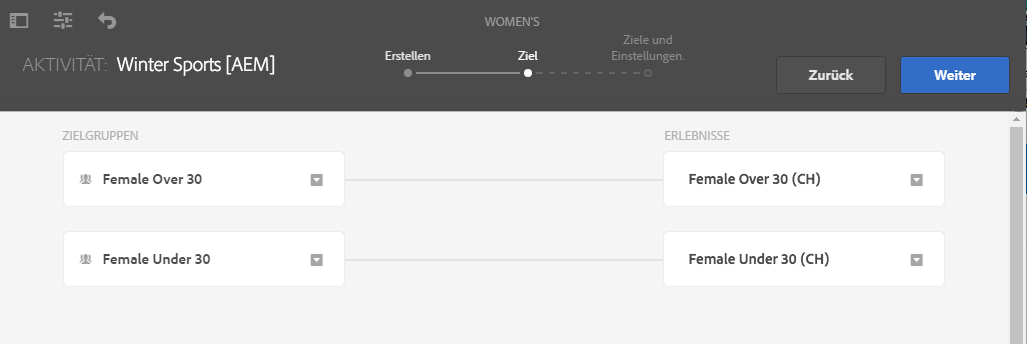 WOMEN'S
AKTIVITÄT: Winter Sports [AEM]
Erstellen
Ziel
Ziele und
Einstellungen.
Zurück
Weiter
ZIELGRUPPEN
ERLEBNISSE
Female Over 30
Female Over 30 (CH)
Female Under 30
Female Under 30 (CH)